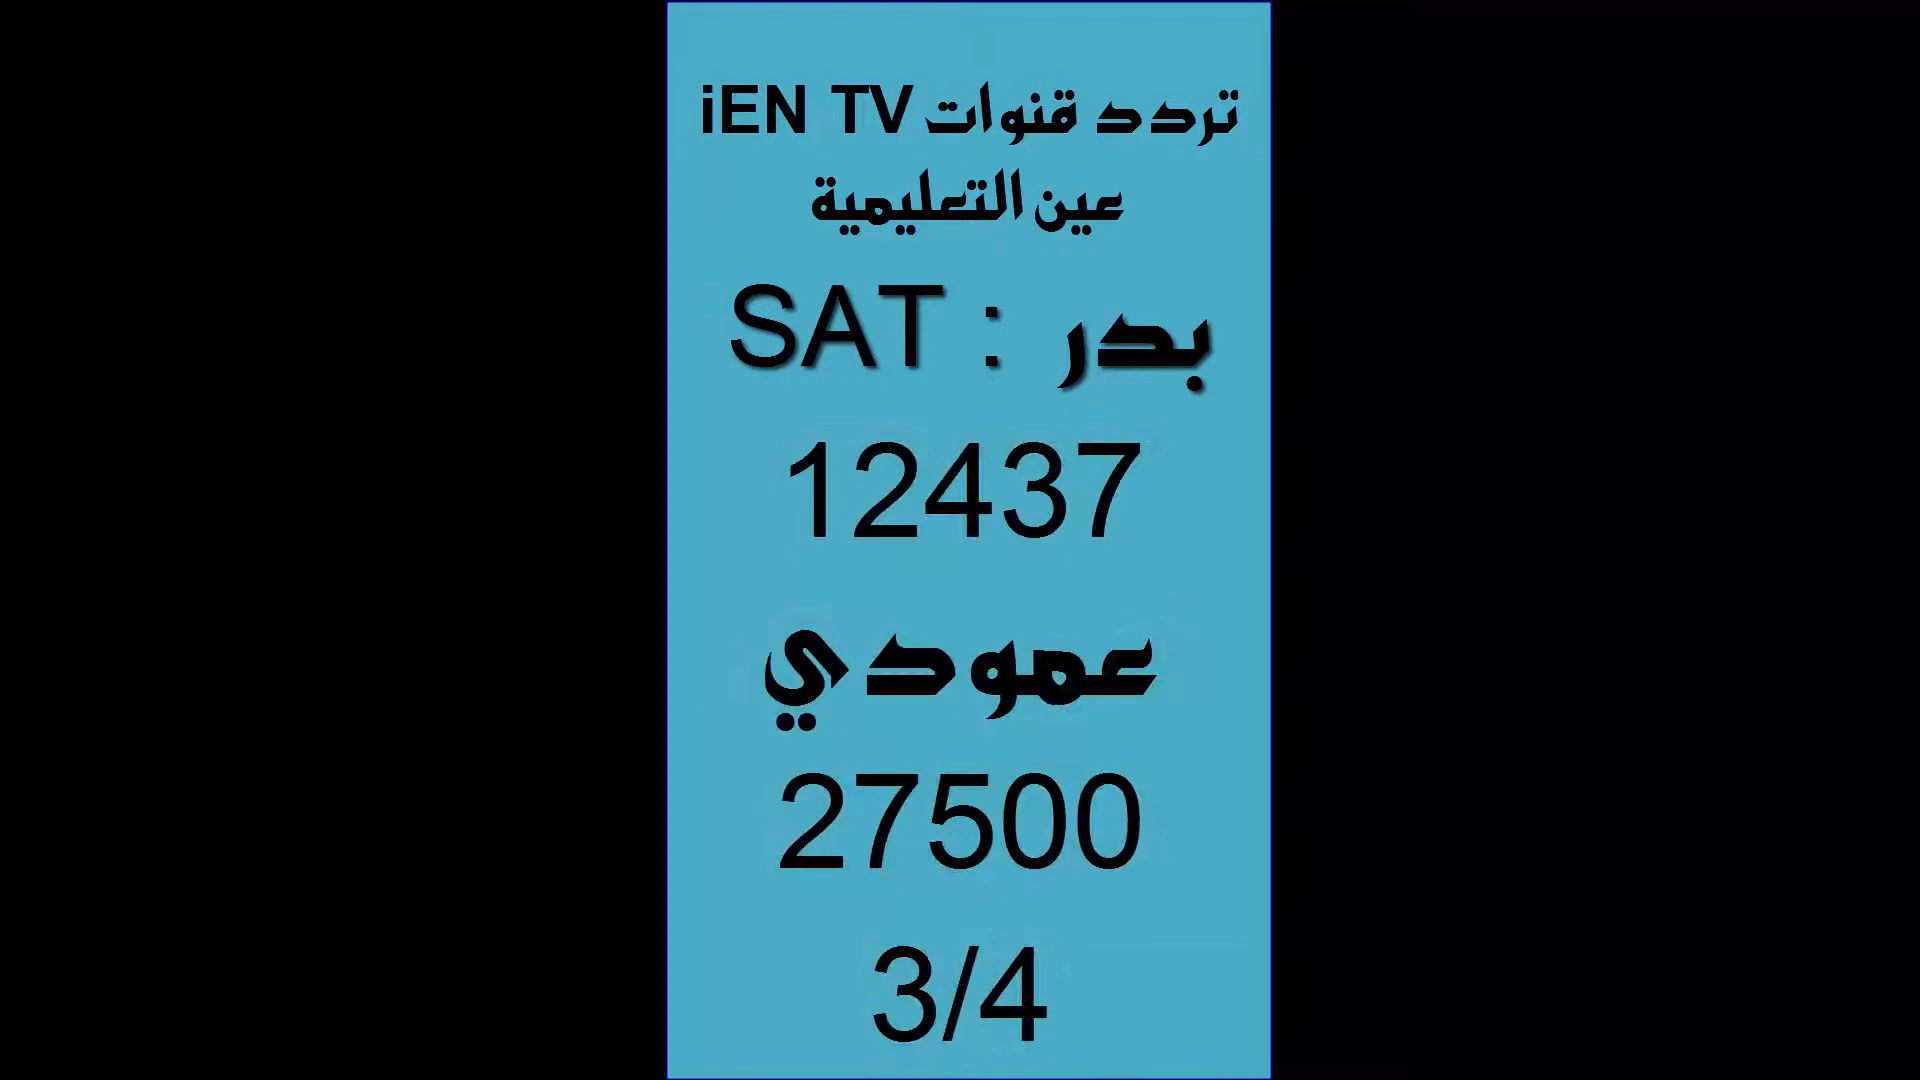 تردد قنوات iEN TV
عين التعليمية
بدر : SAT
12437
عمودي
27500
3/4